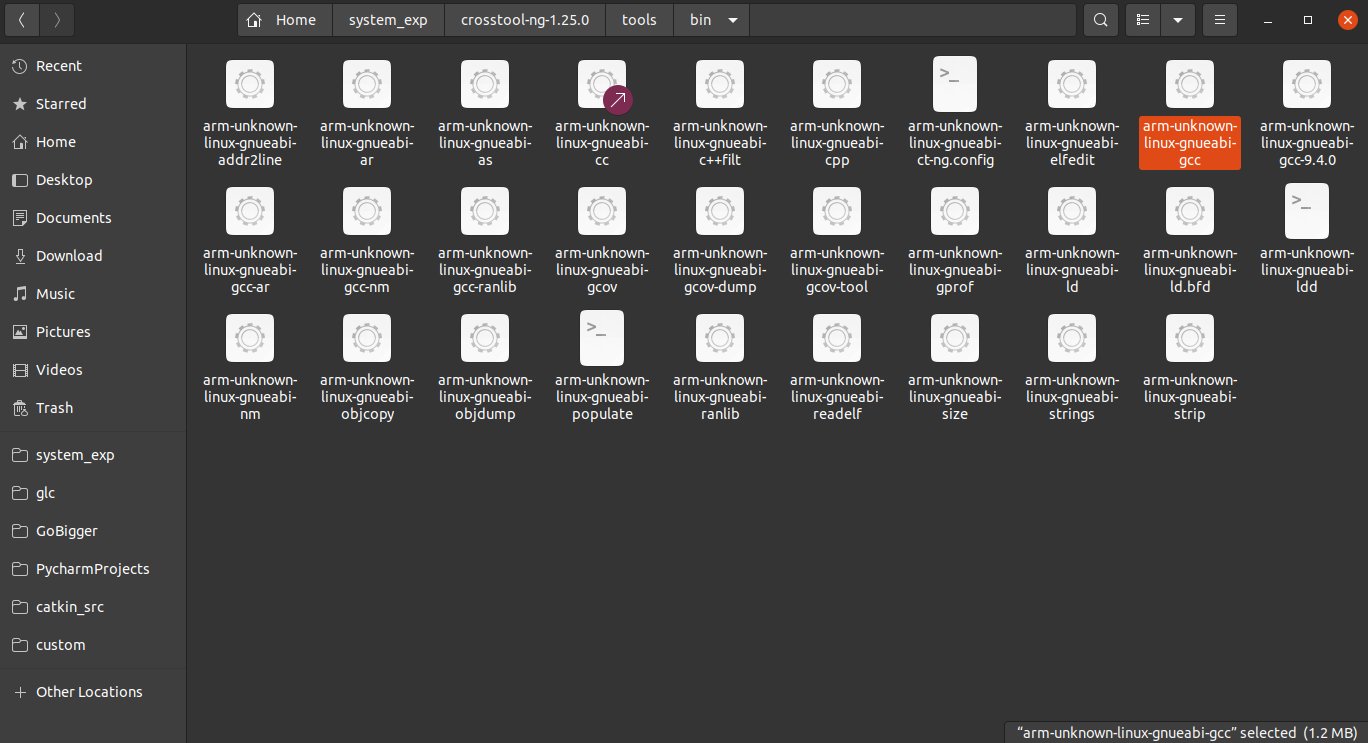 Home system_exp crosstool-ng-1.25.0 tools bin
Recent
Starred
Home
Desktop
Documents
Download
Music
Pictures
Videos
Trash
system_exp
glc
GoBigger
PycharmProjects
catkin_src
custom
Other Locations
arm-unknown-
linux-gnueabi-
addr2line
arm-unknown-
linux-gnueabi-
ar
arm-unknown-
linux-gnueabi-
as
arm-unknown-
linux-gnueabi-
cc
arm-unknown-
linux-gnueabi-
c++filt
arm-unknown-
linux-gnueabi-
cpp
>_
arm-unknown-
linux-gnueabi-
ct-ng.config
arm-unknown-
linux-gnueabi-
elfedit
arm-unknown-
linux-gnueabi-
gcc
arm-unknown-
linux-gnueabi-
gcc-9.4.0
arm-unknown-
linux-gnueabi-
gcc-ar
arm-unknown-
linux-gnueabi-
gcc-nm
arm-unknown-
linux-gnueabi-
gcc-ranlib
arm-unknown-
linux-gnueabi-
gcov
arm-unknown-
linux-gnueabi-
gcov-dump
arm-unknown-
linux-gnueabi-
gcov-tool
arm-unknown-
linux-gnueabi-
gprof
arm-unknown-
linux-gnueabi-
ld
arm-unknown-
linux-gnueabi-
ld.bfd
>_
arm-unknown-
linux-gnueabi-
ldd
arm-unknown-
linux-gnueabi-
nm
arm-unknown-
linux-gnueabi-
objcopy
arm-unknown-
linux-gnueabi-
objdump
>_
arm-unknown-
linux-gnueabi-
populate
arm-unknown-
linux-gnueabi-
ranlib
arm-unknown-
linux-gnueabi-
readelf
arm-unknown-
linux-gnueabi-
size
arm-unknown-
linux-gnueabi-
strings
arm-unknown-
linux-gnueabi-
strip
“arm-unknown-linux-gnueabi-gcc” selected (1.2 MB)